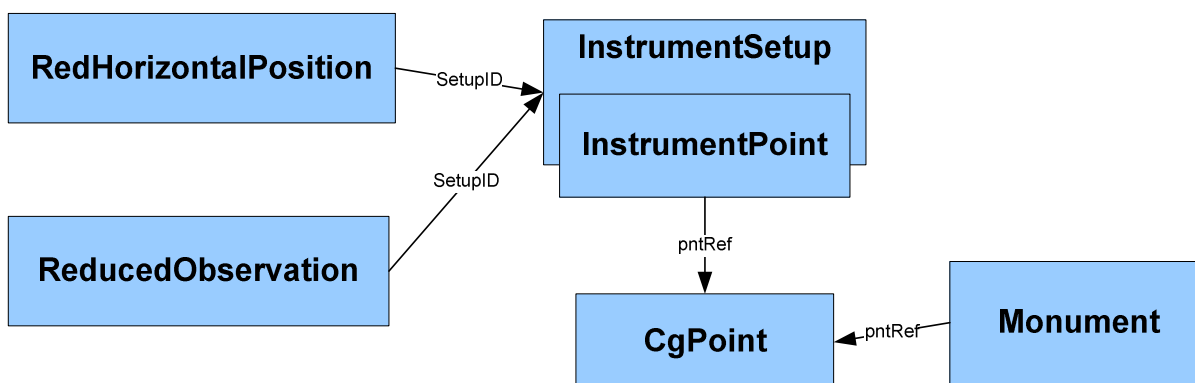 RedHorizontalPosition
SetupID
InstrumentSetup
InstrumentPoint
SetupID
ReducedObservation
pntRef
CgPoint
pntRef
Monument